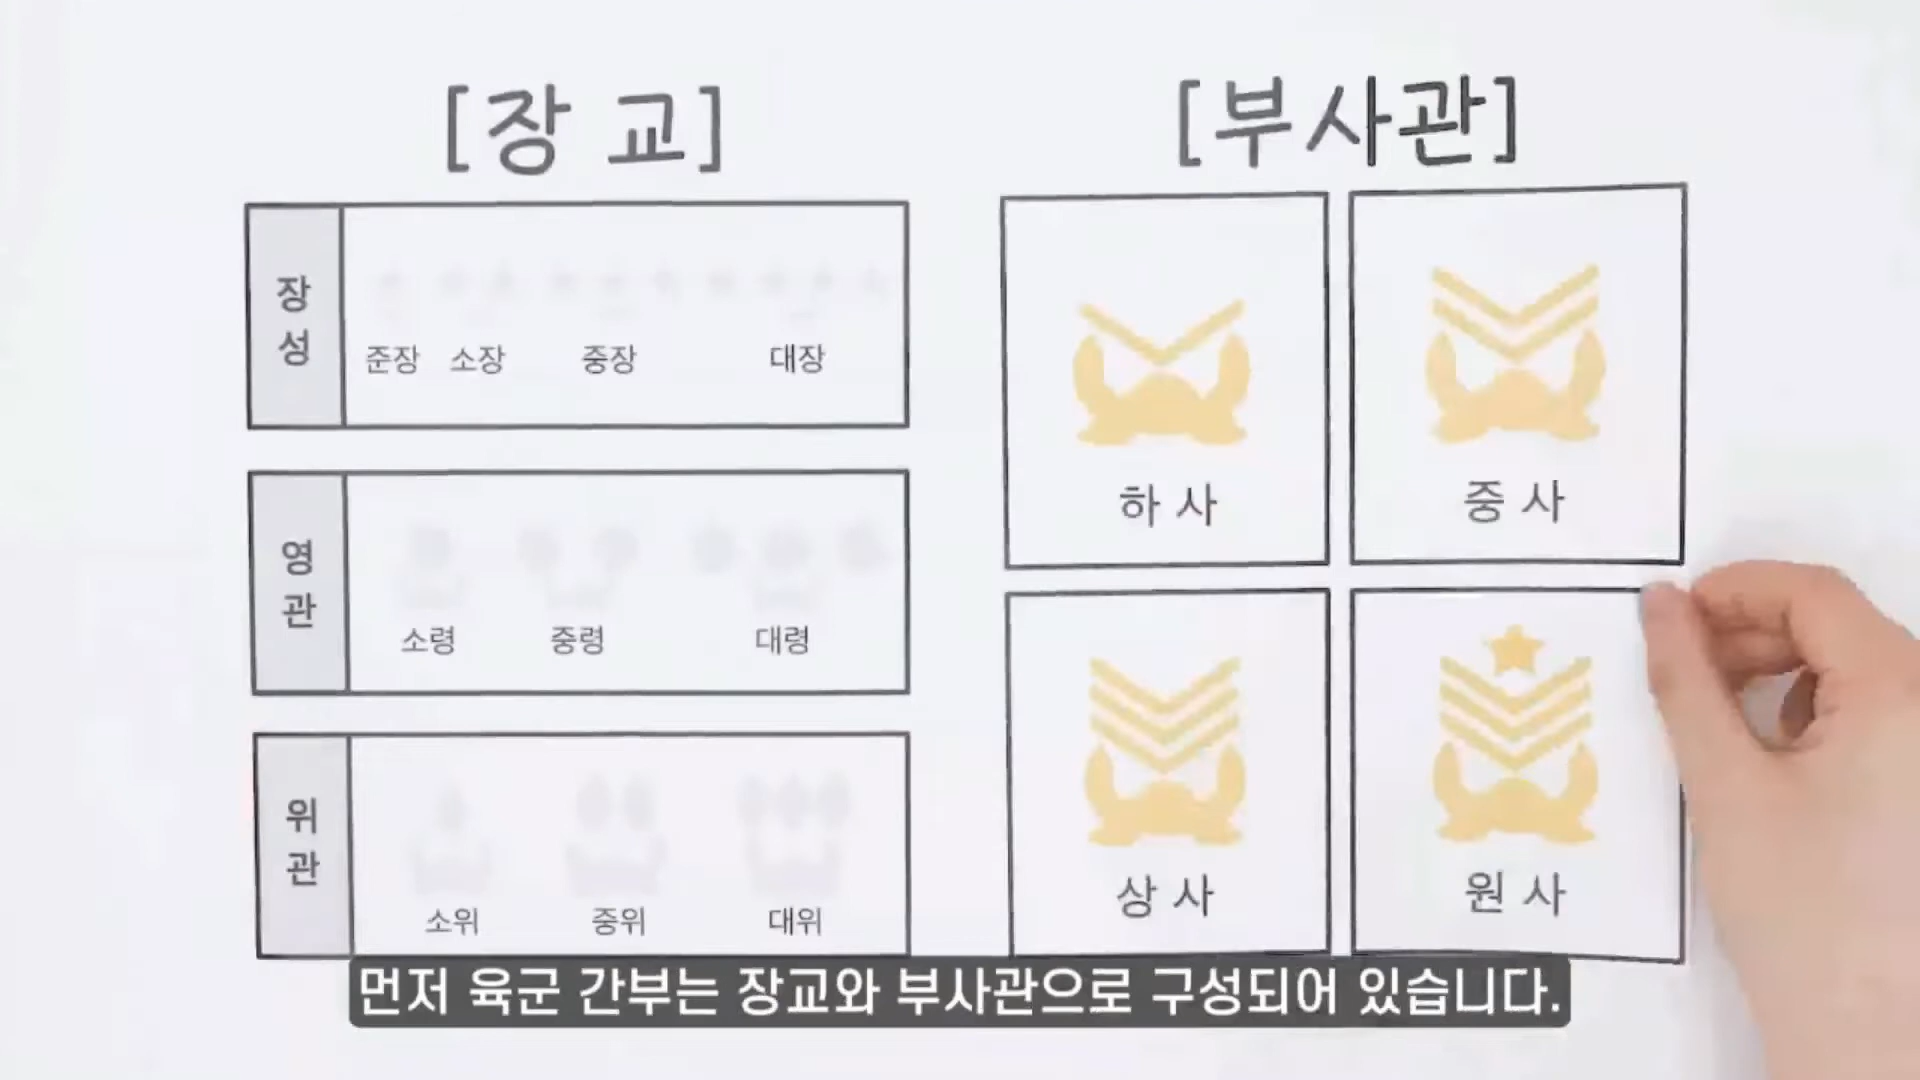 [장 교]
장성
준장 소장 중장 대장
영관
소령 중령 대령
위관
소위 중위 대위
[부사관]
하사 중사
상사 원사
먼저 육군 간부는 장교와 부사관으로 구성되어 있습니다.